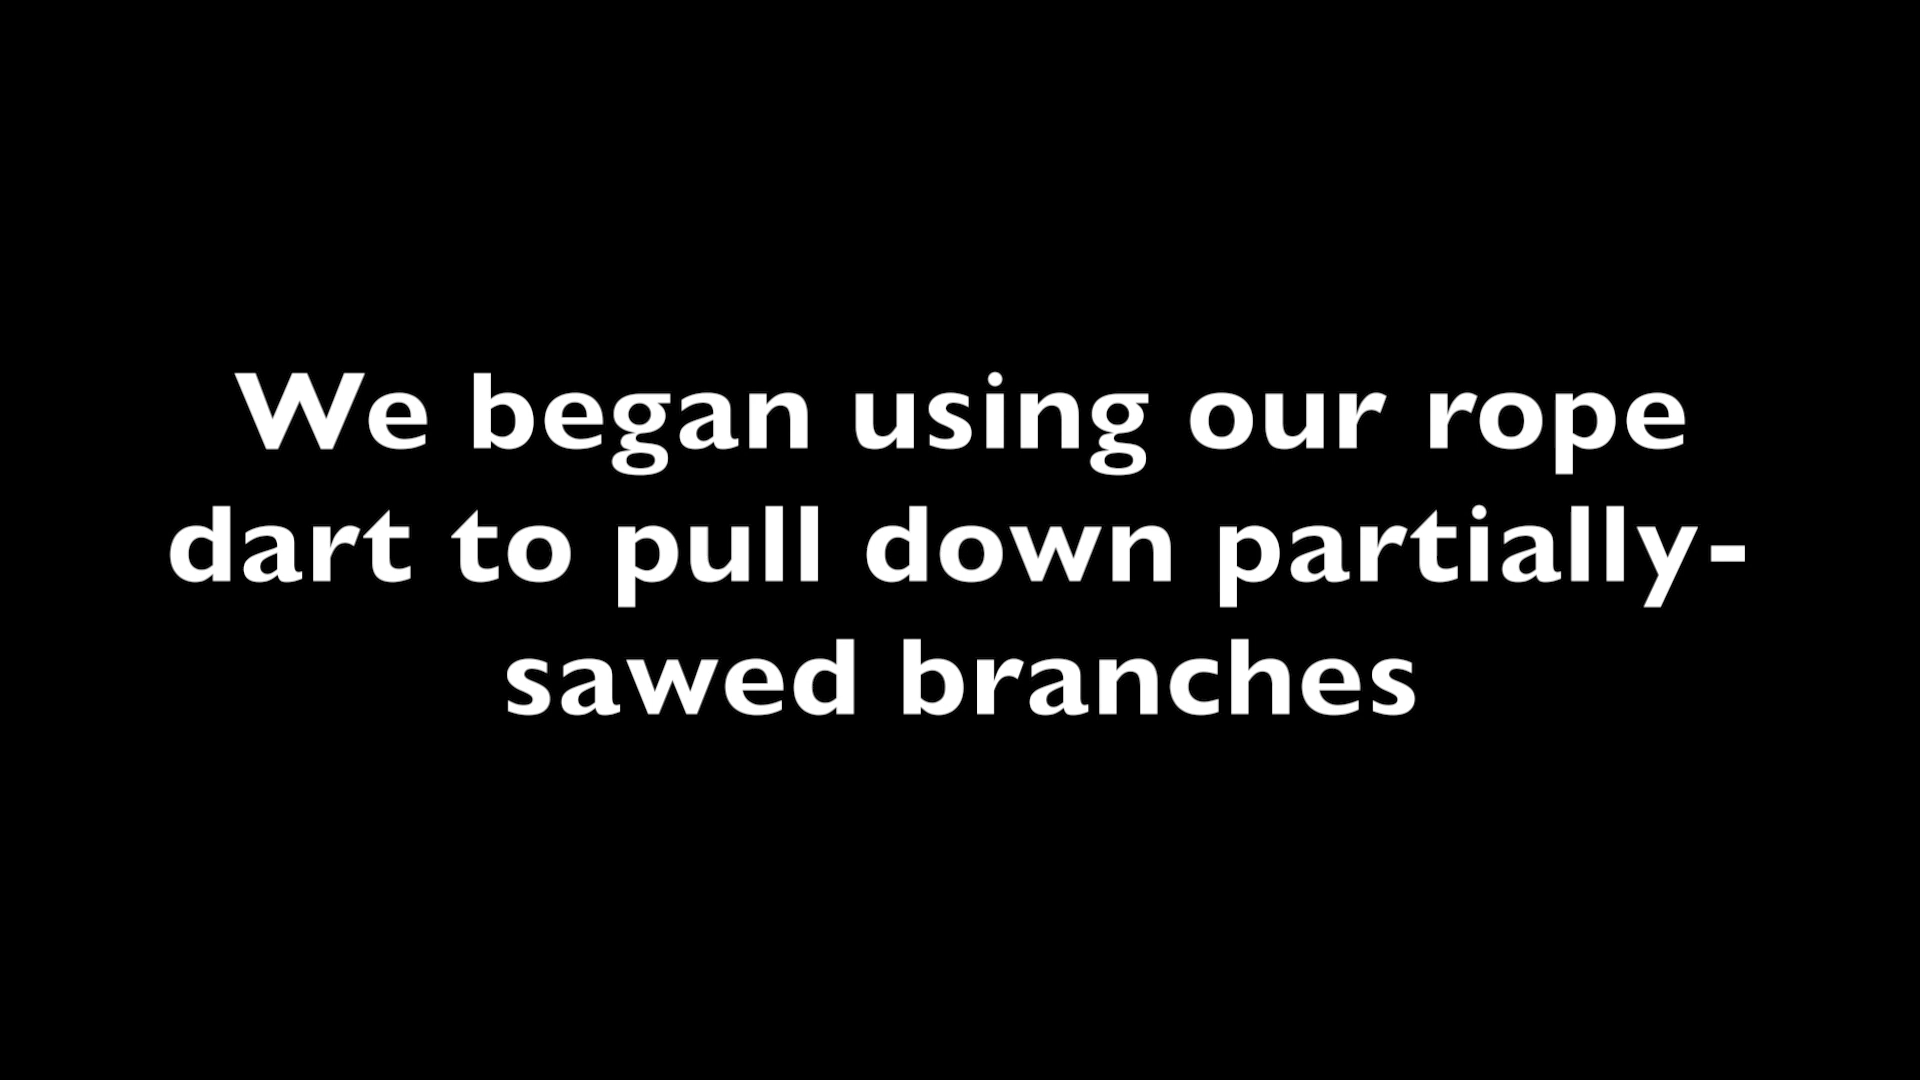 We began using our rope
dart to pull down partially-
sawed branches